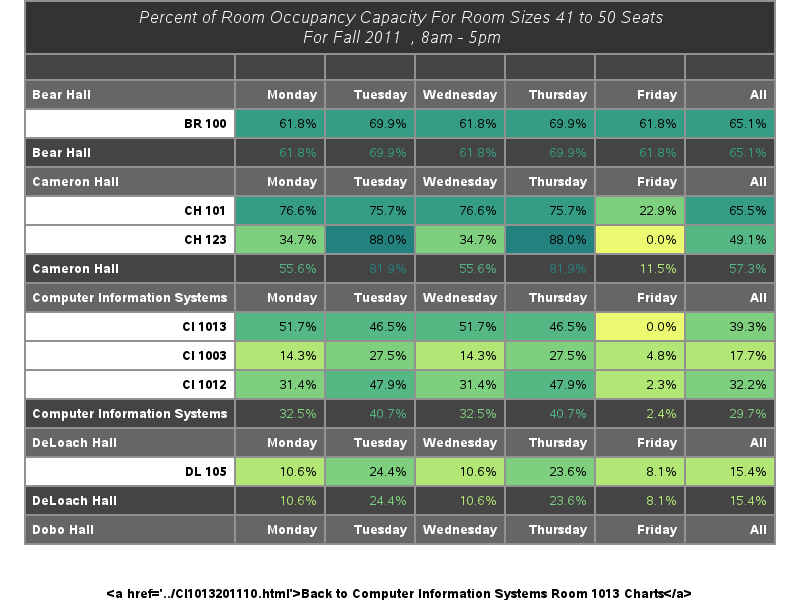 Percent of Room Occupancy Capacity For Room Sizes 41 to 50 Seats
For Fall 2011 , 8am - 5pm
Bear Hall Monday Tuesday Wednesday Thursday Friday All
BR 100 61.8% 69.9% 61.8% 69.9% 61.8% 65.1%
Bear Hall 61.8% 69.9% 61.8% 69.9% 61.8% 65.1%
Cameron Hall Monday Tuesday Wednesday Thursday Friday All
CH 101 76.6% 75.7% 76.6% 75.7% 22.9% 65.5%
CH 123 34.7% 88.0% 34.7% 88.0% 0.0% 49.1%
Cameron Hall 55.6% 81.9% 55.6% 81.9% 11.5% 57.3%
Computer Information Systems Monday Tuesday Wednesday Thursday Friday All
CI 1013 51.7% 46.5% 51.7% 46.5% 0.0% 39.3%
CI 1003 14.3% 27.5% 14.3% 27.5% 4.8% 17.7%
CI 1012 31.4% 47.9% 31.4% 47.9% 2.3% 32.2%
Computer Information Systems 32.5% 40.7% 32.5% 40.7% 2.4% 29.7%
DeLoach Hall Monday Tuesday Wednesday Thursday Friday All
DL 105 10.6% 24.4% 10.6% 23.6% 8.1% 15.4%
DeLoach Hall 10.6% 24.4% 10.6% 23.6% 8.1% 15.4%
Dobo Hall Monday Tuesday Wednesday Thursday Friday All
&lt;a href='../CI1013201110.html'&gt;Back to Computer Information Systems Room 1013 Charts&lt;/a&gt;